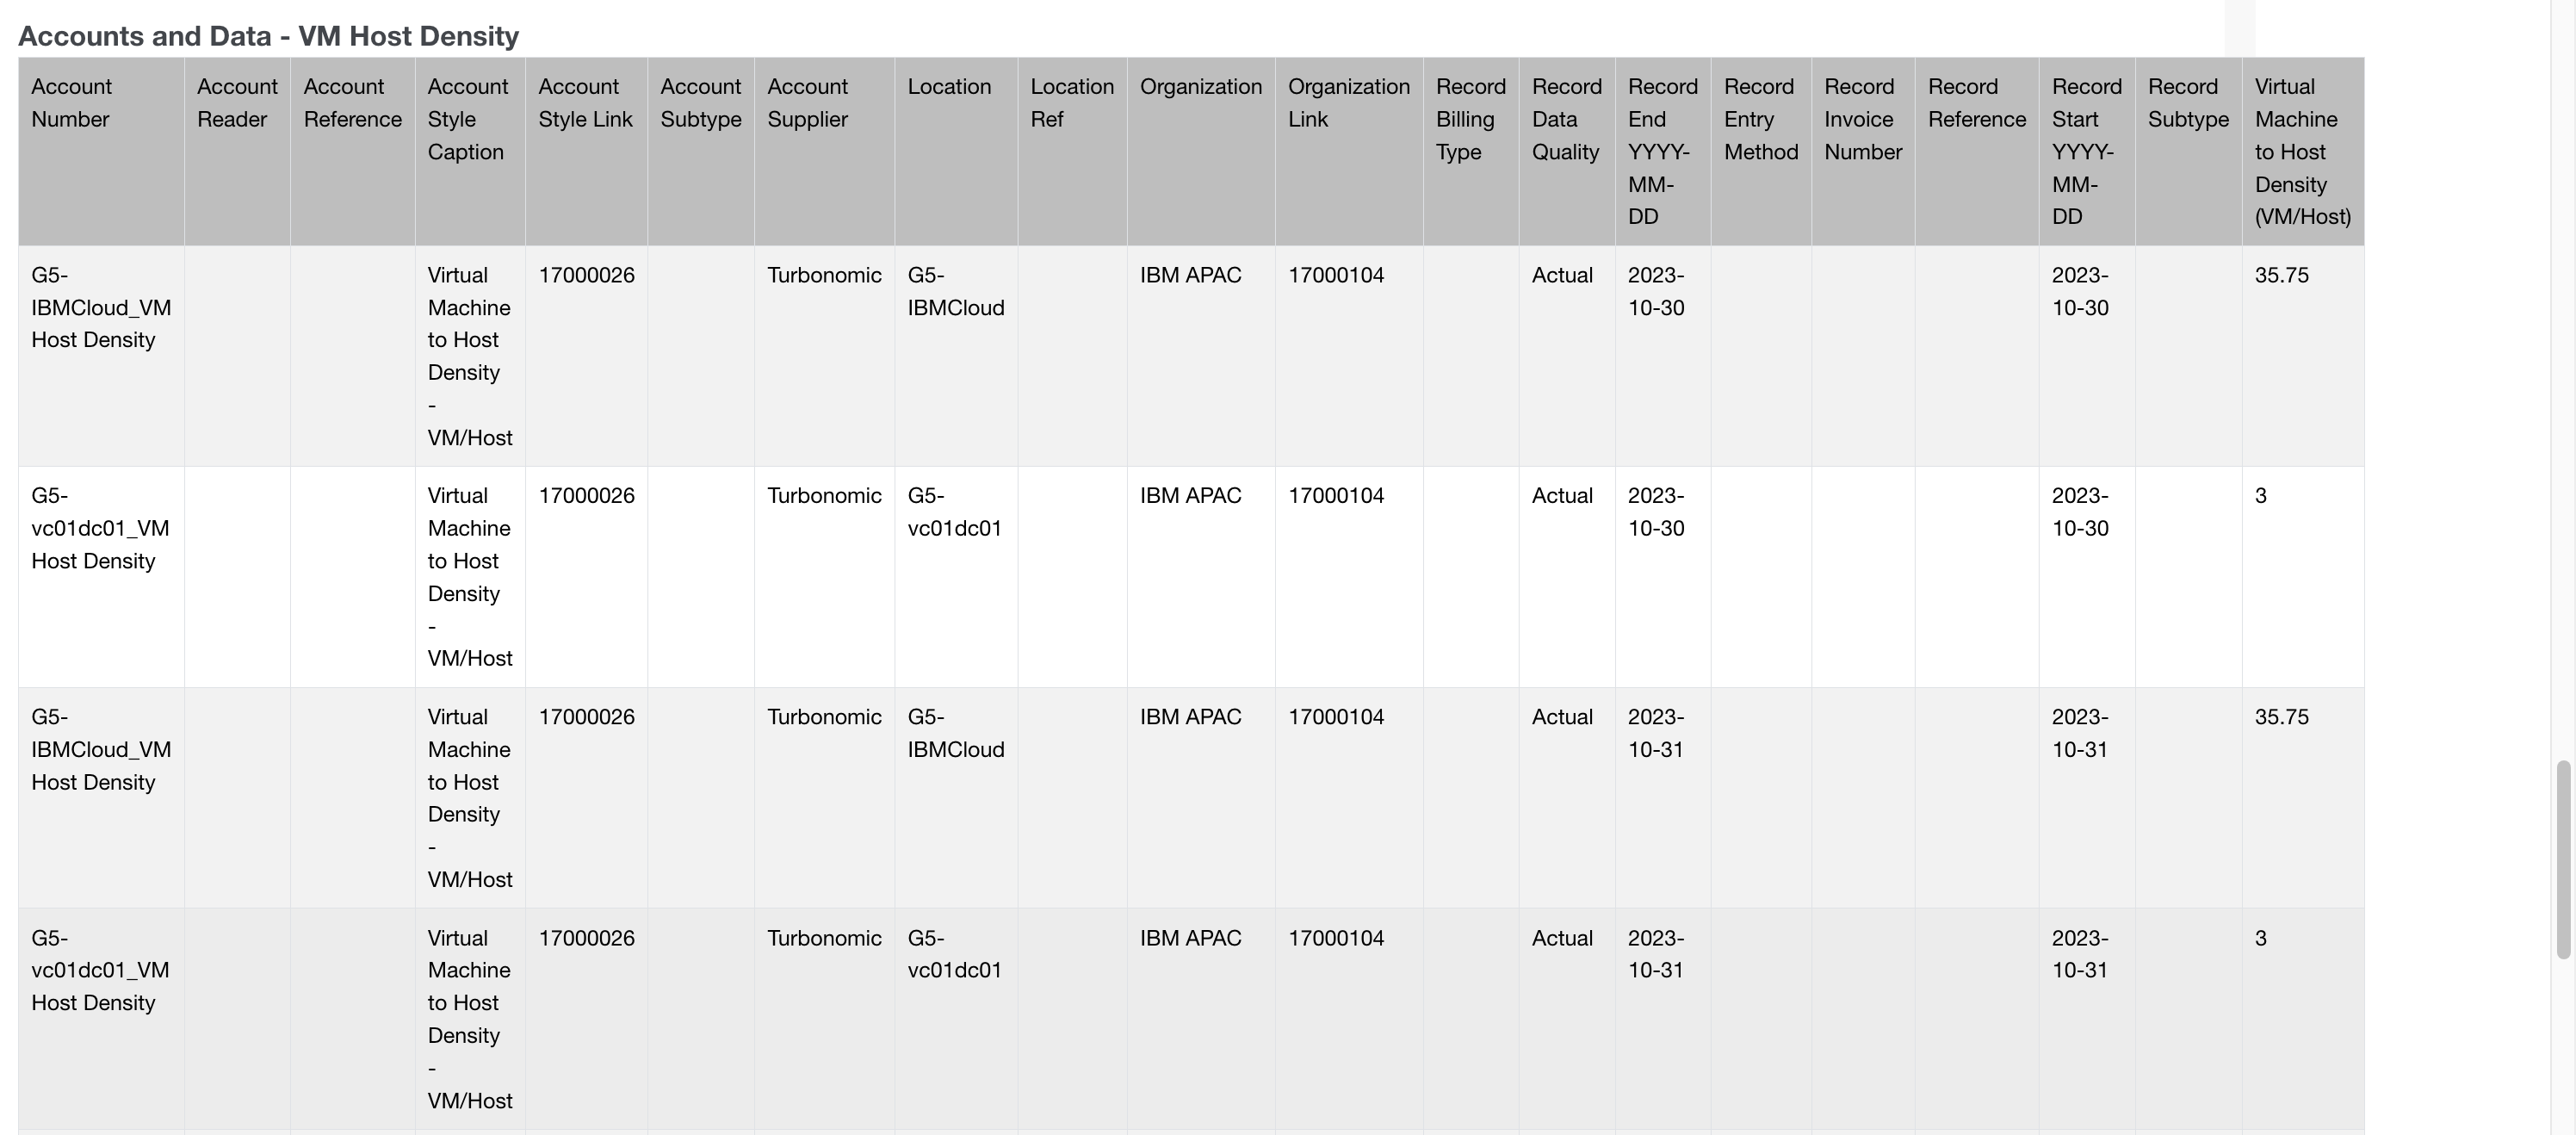 Accounts and Data - VM Host Density
Account Number	Account Reader	Account Reference	Account Style Caption	Account Style Link	Account Subtype	Account Supplier	Location	Location Ref	Organization	Organization Link	Record Billing Type	Record Data Quality	Record End YYYY-MM-DD	Record Entry Method	Record Invoice Number	Record Reference	Record Start YYYY-MM-DD	Record Subtype	Virtual Machine to Host Density (VM/Host)
G5-IBMCloud_VM Host Density			Virtual Machine to Host Density - VM/Host	17000026		Turbonomic	G5-IBMCloud		IBM APAC	17000104		Actual	2023-10-30				2023-10-30		35.75
G5-vc01dc01_VM Host Density			Virtual Machine to Host Density - VM/Host	17000026		Turbonomic	G5-vc01dc01		IBM APAC	17000104		Actual	2023-10-30				2023-10-30		3
G5-IBMCloud_VM Host Density			Virtual Machine to Host Density - VM/Host	17000026		Turbonomic	G5-IBMCloud		IBM APAC	17000104		Actual	2023-10-31				2023-10-31		35.75
G5-vc01dc01_VM Host Density			Virtual Machine to Host Density - VM/Host	17000026		Turbonomic	G5-vc01dc01		IBM APAC	17000104		Actual	2023-10-31				2023-10-31		3